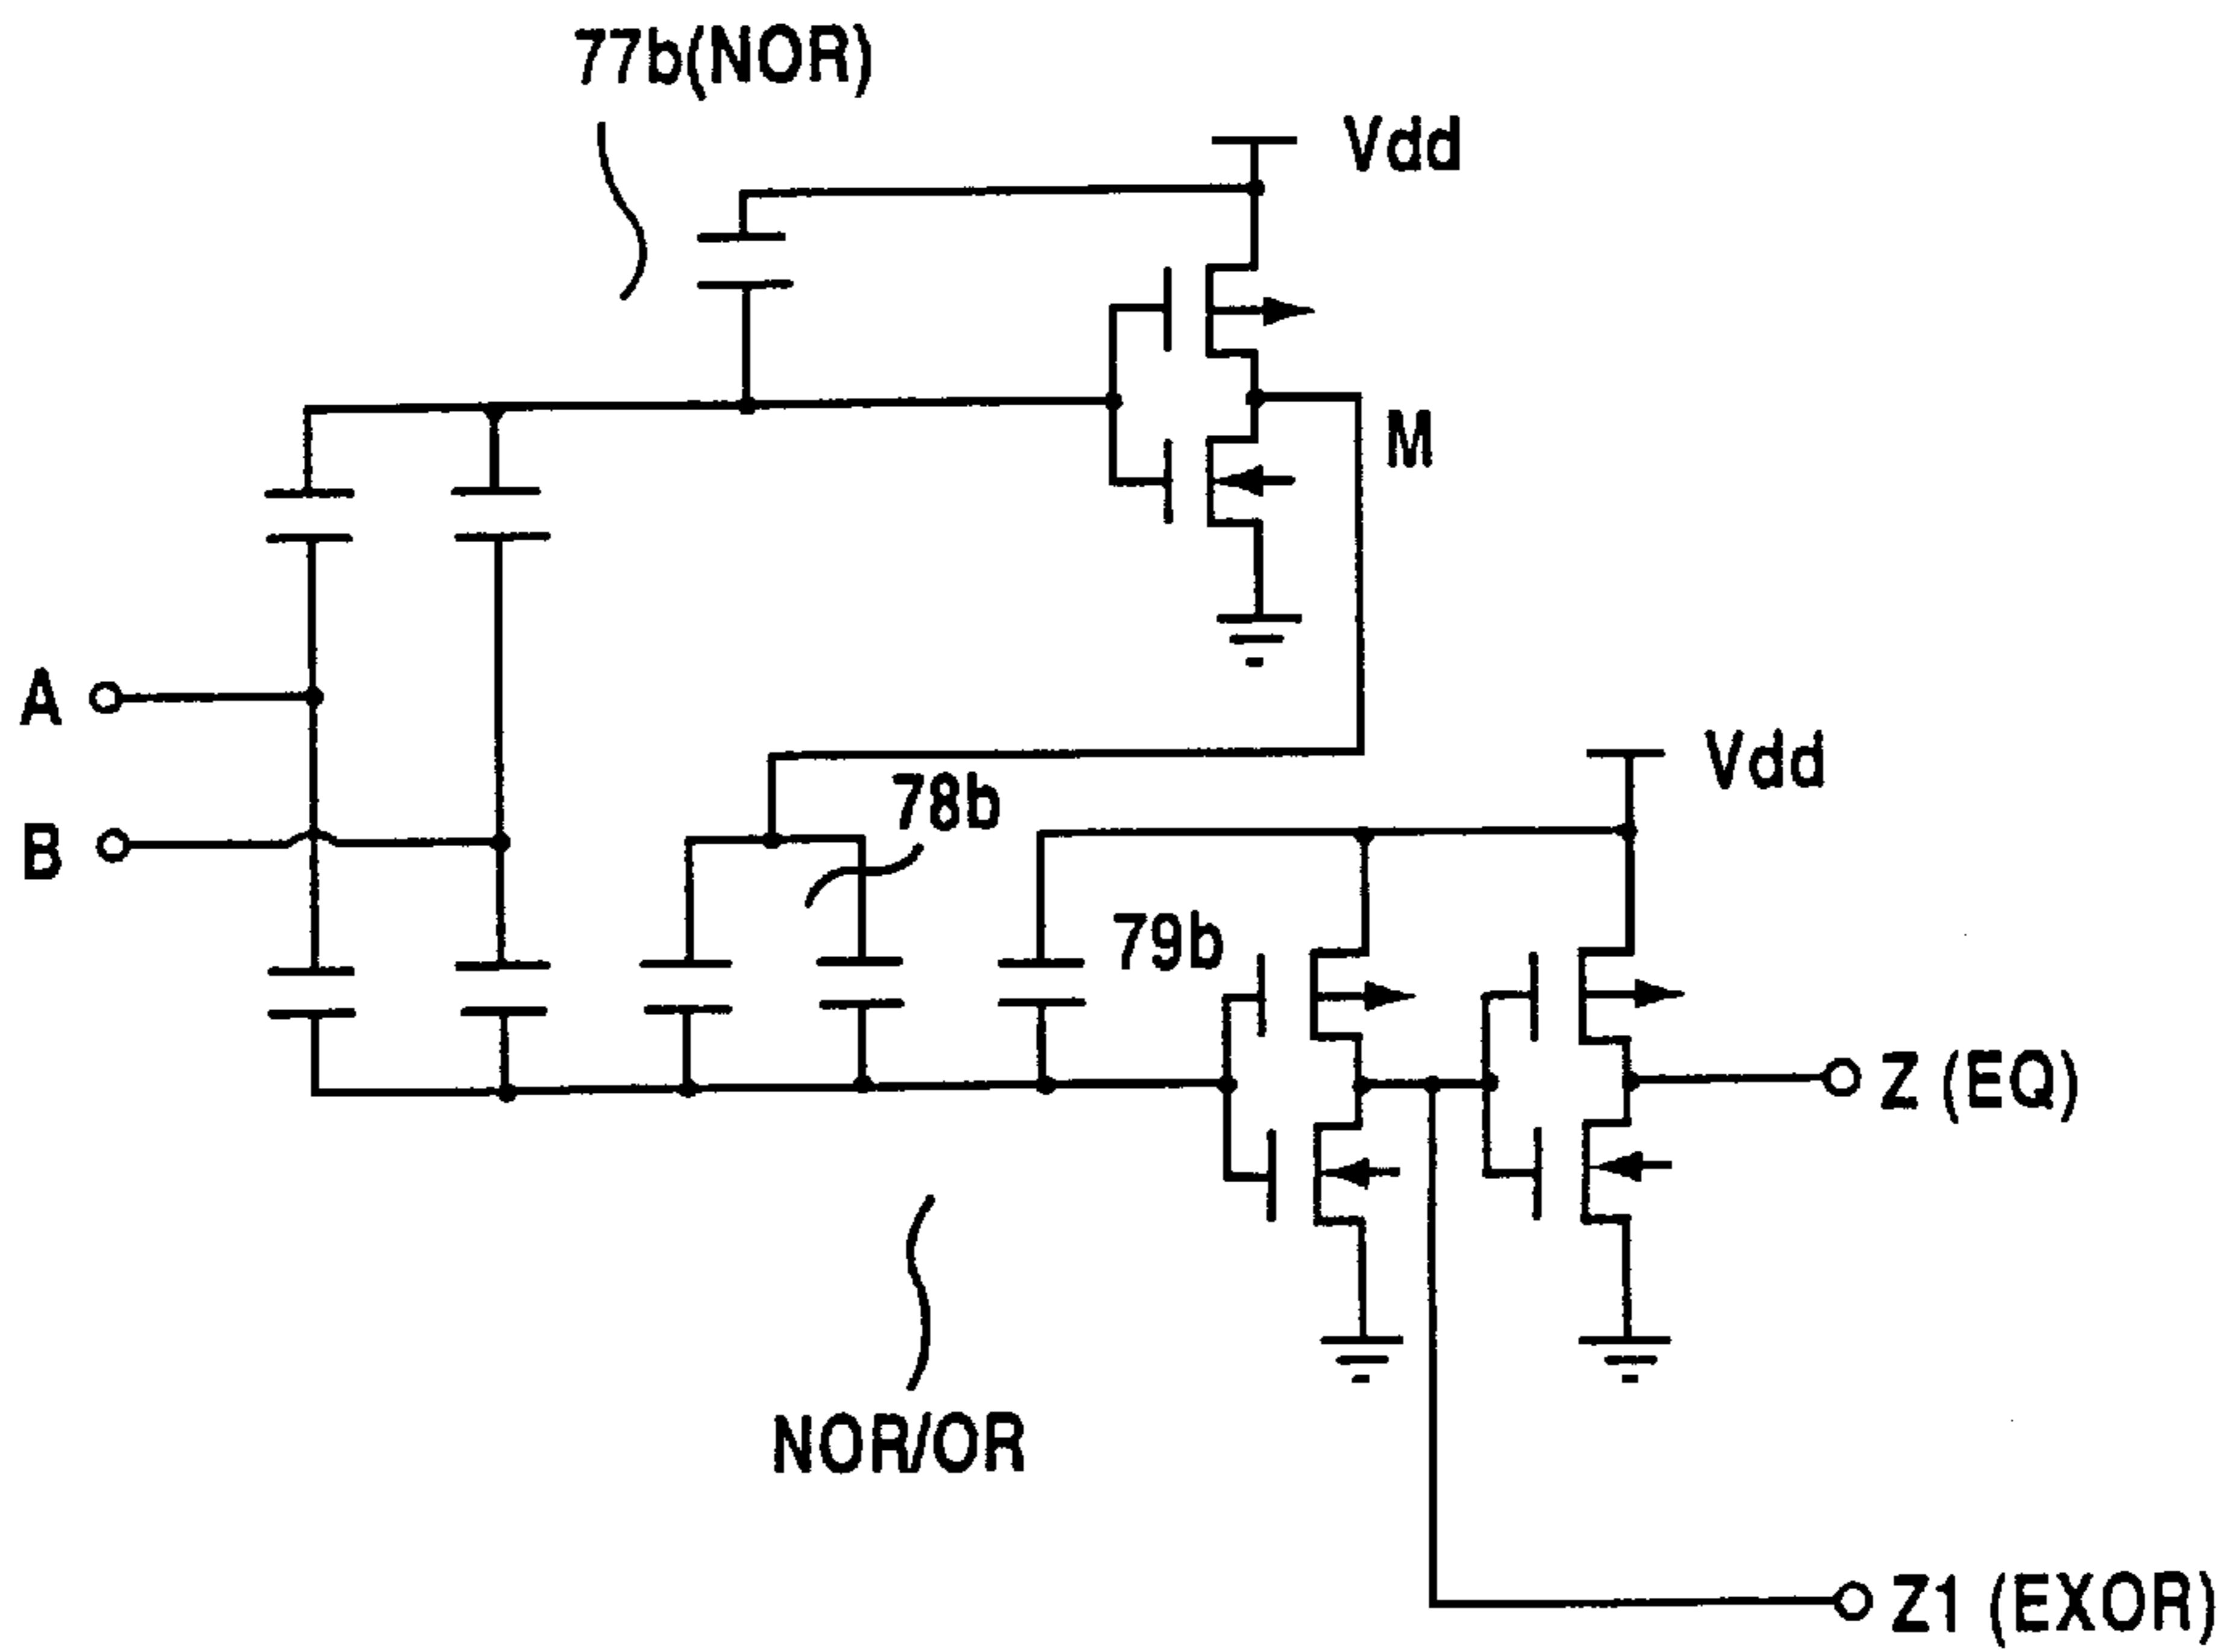 77b(NOR)
Vdd
M
A
B
78b
Vdd
79b
Z (EQ)
NOR/OR
Z1 (EXOR)